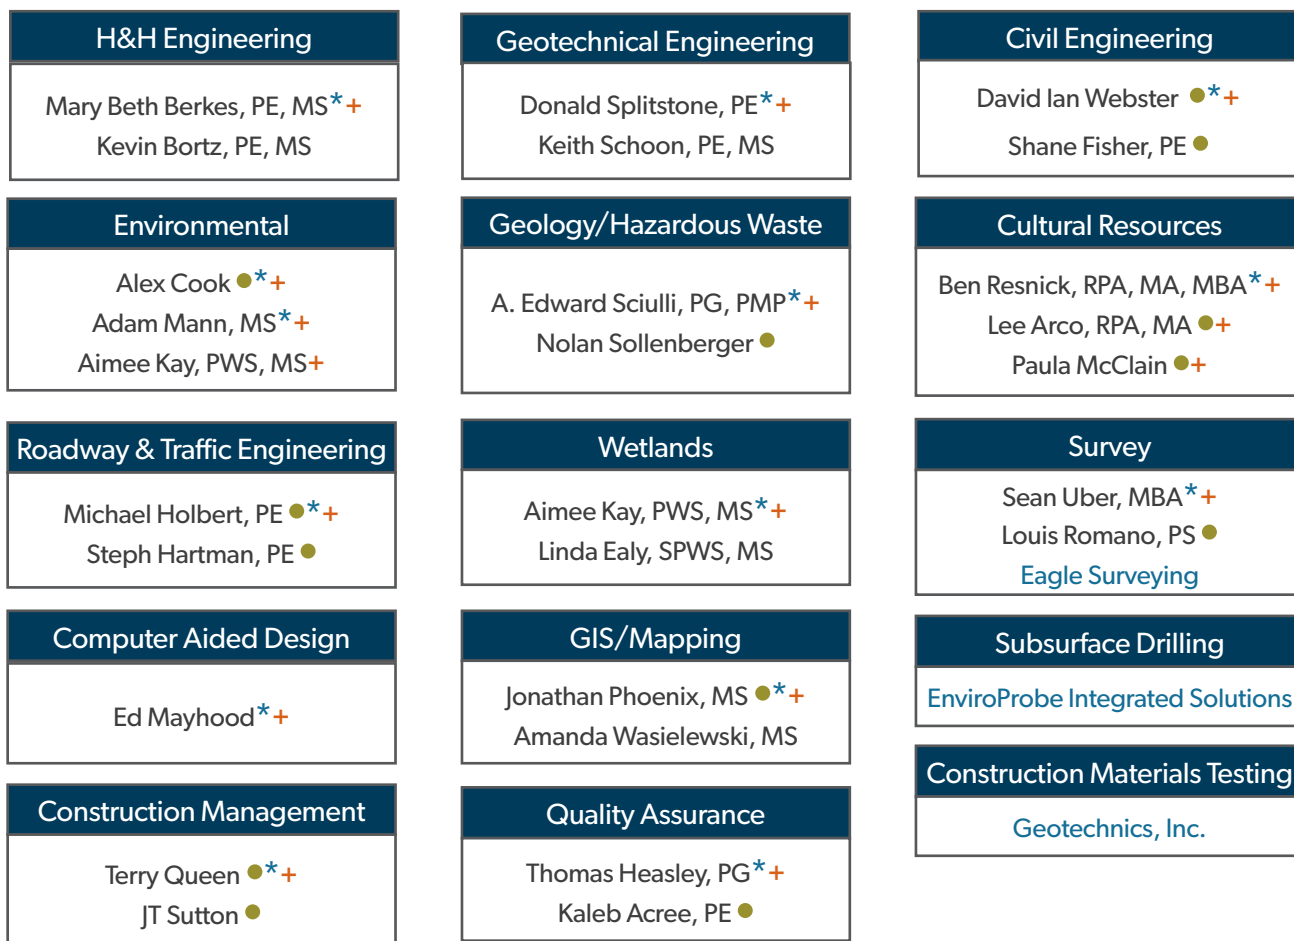 H&H Engineering
Mary Beth Berkes, PE, MS*+
Kevin Bortz, PE, MS
Geotechnical Engineering
Donald Splitstone, PE*+
Keith Schoon, PE, MS
Civil Engineering
David Ian Webster ●*+
Shane Fisher, PE ●
Environmental
Alex Cook ●*+
Adam Mann, MS*+
Aimee Kay, PWS, MS+
Geology/Hazardous Waste
A. Edward Sciulli, PG, PMP*+
Nolan Sollenberger ●
Cultural Resources
Ben Resnick, RPA, MA, MBA*+
Lee Arco, RPA, MA ●+
Paula McClain ●+
Roadway & Traffic Engineering
Michael Holbert, PE ●*+
Steph Hartman, PE ●
Wetlands
Aimee Kay, PWS, MS*+
Linda Ealy, SPWS, MS
Survey
Sean Uber, MBA*+
Louis Romano, PS ●
Eagle Surveying
Computer Aided Design
Ed Mayhood*+
GIS/Mapping
Jonathan Phoenix, MS ●*+
Amanda Wasielewski, MS
Subsurface Drilling
EnviroProbe Integrated Solutions
Construction Management
Terry Queen ●*+
JT Sutton ●
Quality Assurance
Thomas Heasley, PG*+
Kaleb Acree, PE ●
Construction Materials Testing
Geotechnics, Inc.